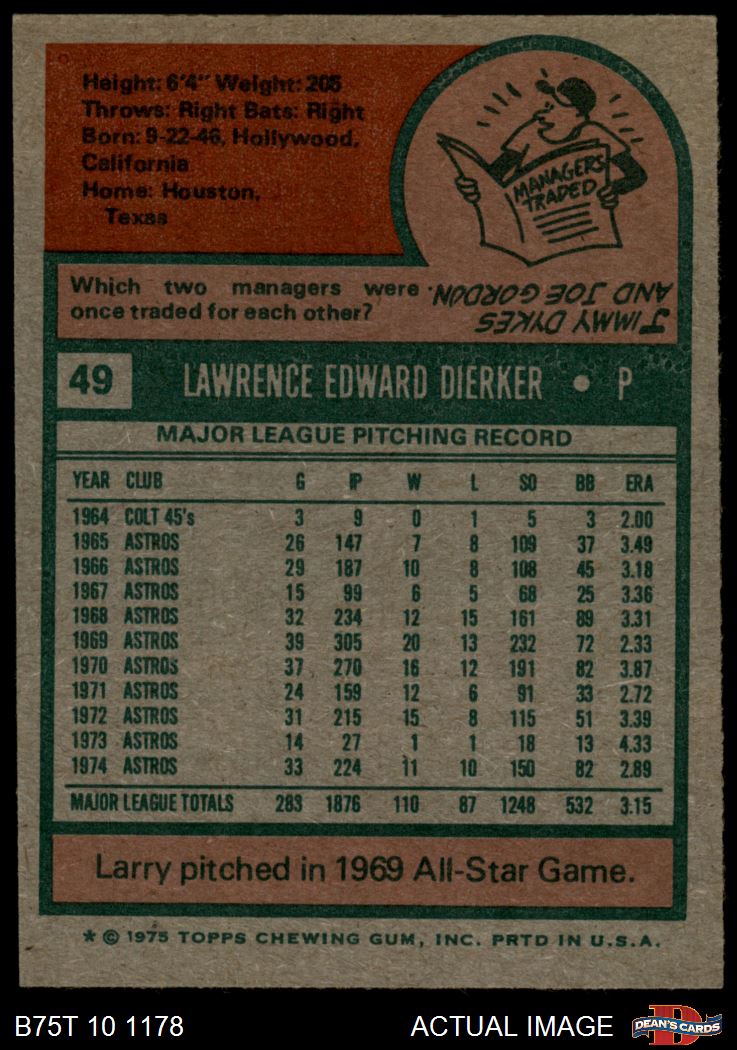 Height: 6'4" Weight: 205
Throws: Right Bats: Right
Born: 9-22-46, Hollywood,
California
Home: Houston,
Texas
MANAGERS
TRADED
Which two managers were
once traded for each other?
JIMMY DYKES
AND JOE GORDON.
49 LAWRENCE EDWARD DIERKER • P
MAJOR LEAGUE PITCHING RECORD
YEAR CLUB G IP W L SO BB ERA
1964 COLT 45's 3 9 0 1 5 3 2.00
1965 ASTROS 26 147 7 8 109 37 3.49
1966 ASTROS 29 187 10 8 108 45 3.18
1967 ASTROS 15 99 6 5 68 25 3.36
1968 ASTROS 32 234 12 15 161 89 3.31
1969 ASTROS 39 305 20 13 232 72 2.33
1970 ASTROS 37 270 16 12 191 82 3.87
1971 ASTROS 24 159 12 6 91 33 2.72
1972 ASTROS 31 215 15 8 115 51 3.39
1973 ASTROS 14 27 1 1 18 13 4.33
1974 ASTROS 33 224 11 10 150 82 2.89
MAJOR LEAGUE TOTALS 283 1876 110 87 1248 532 3.15
Larry pitched in 1969 All-Star Game.
* © 1975 TOPPS CHEWING GUM, INC. PRTD IN U.S.A.
B75T 10 1178 ACTUAL IMAGE DEAN'S CARDS